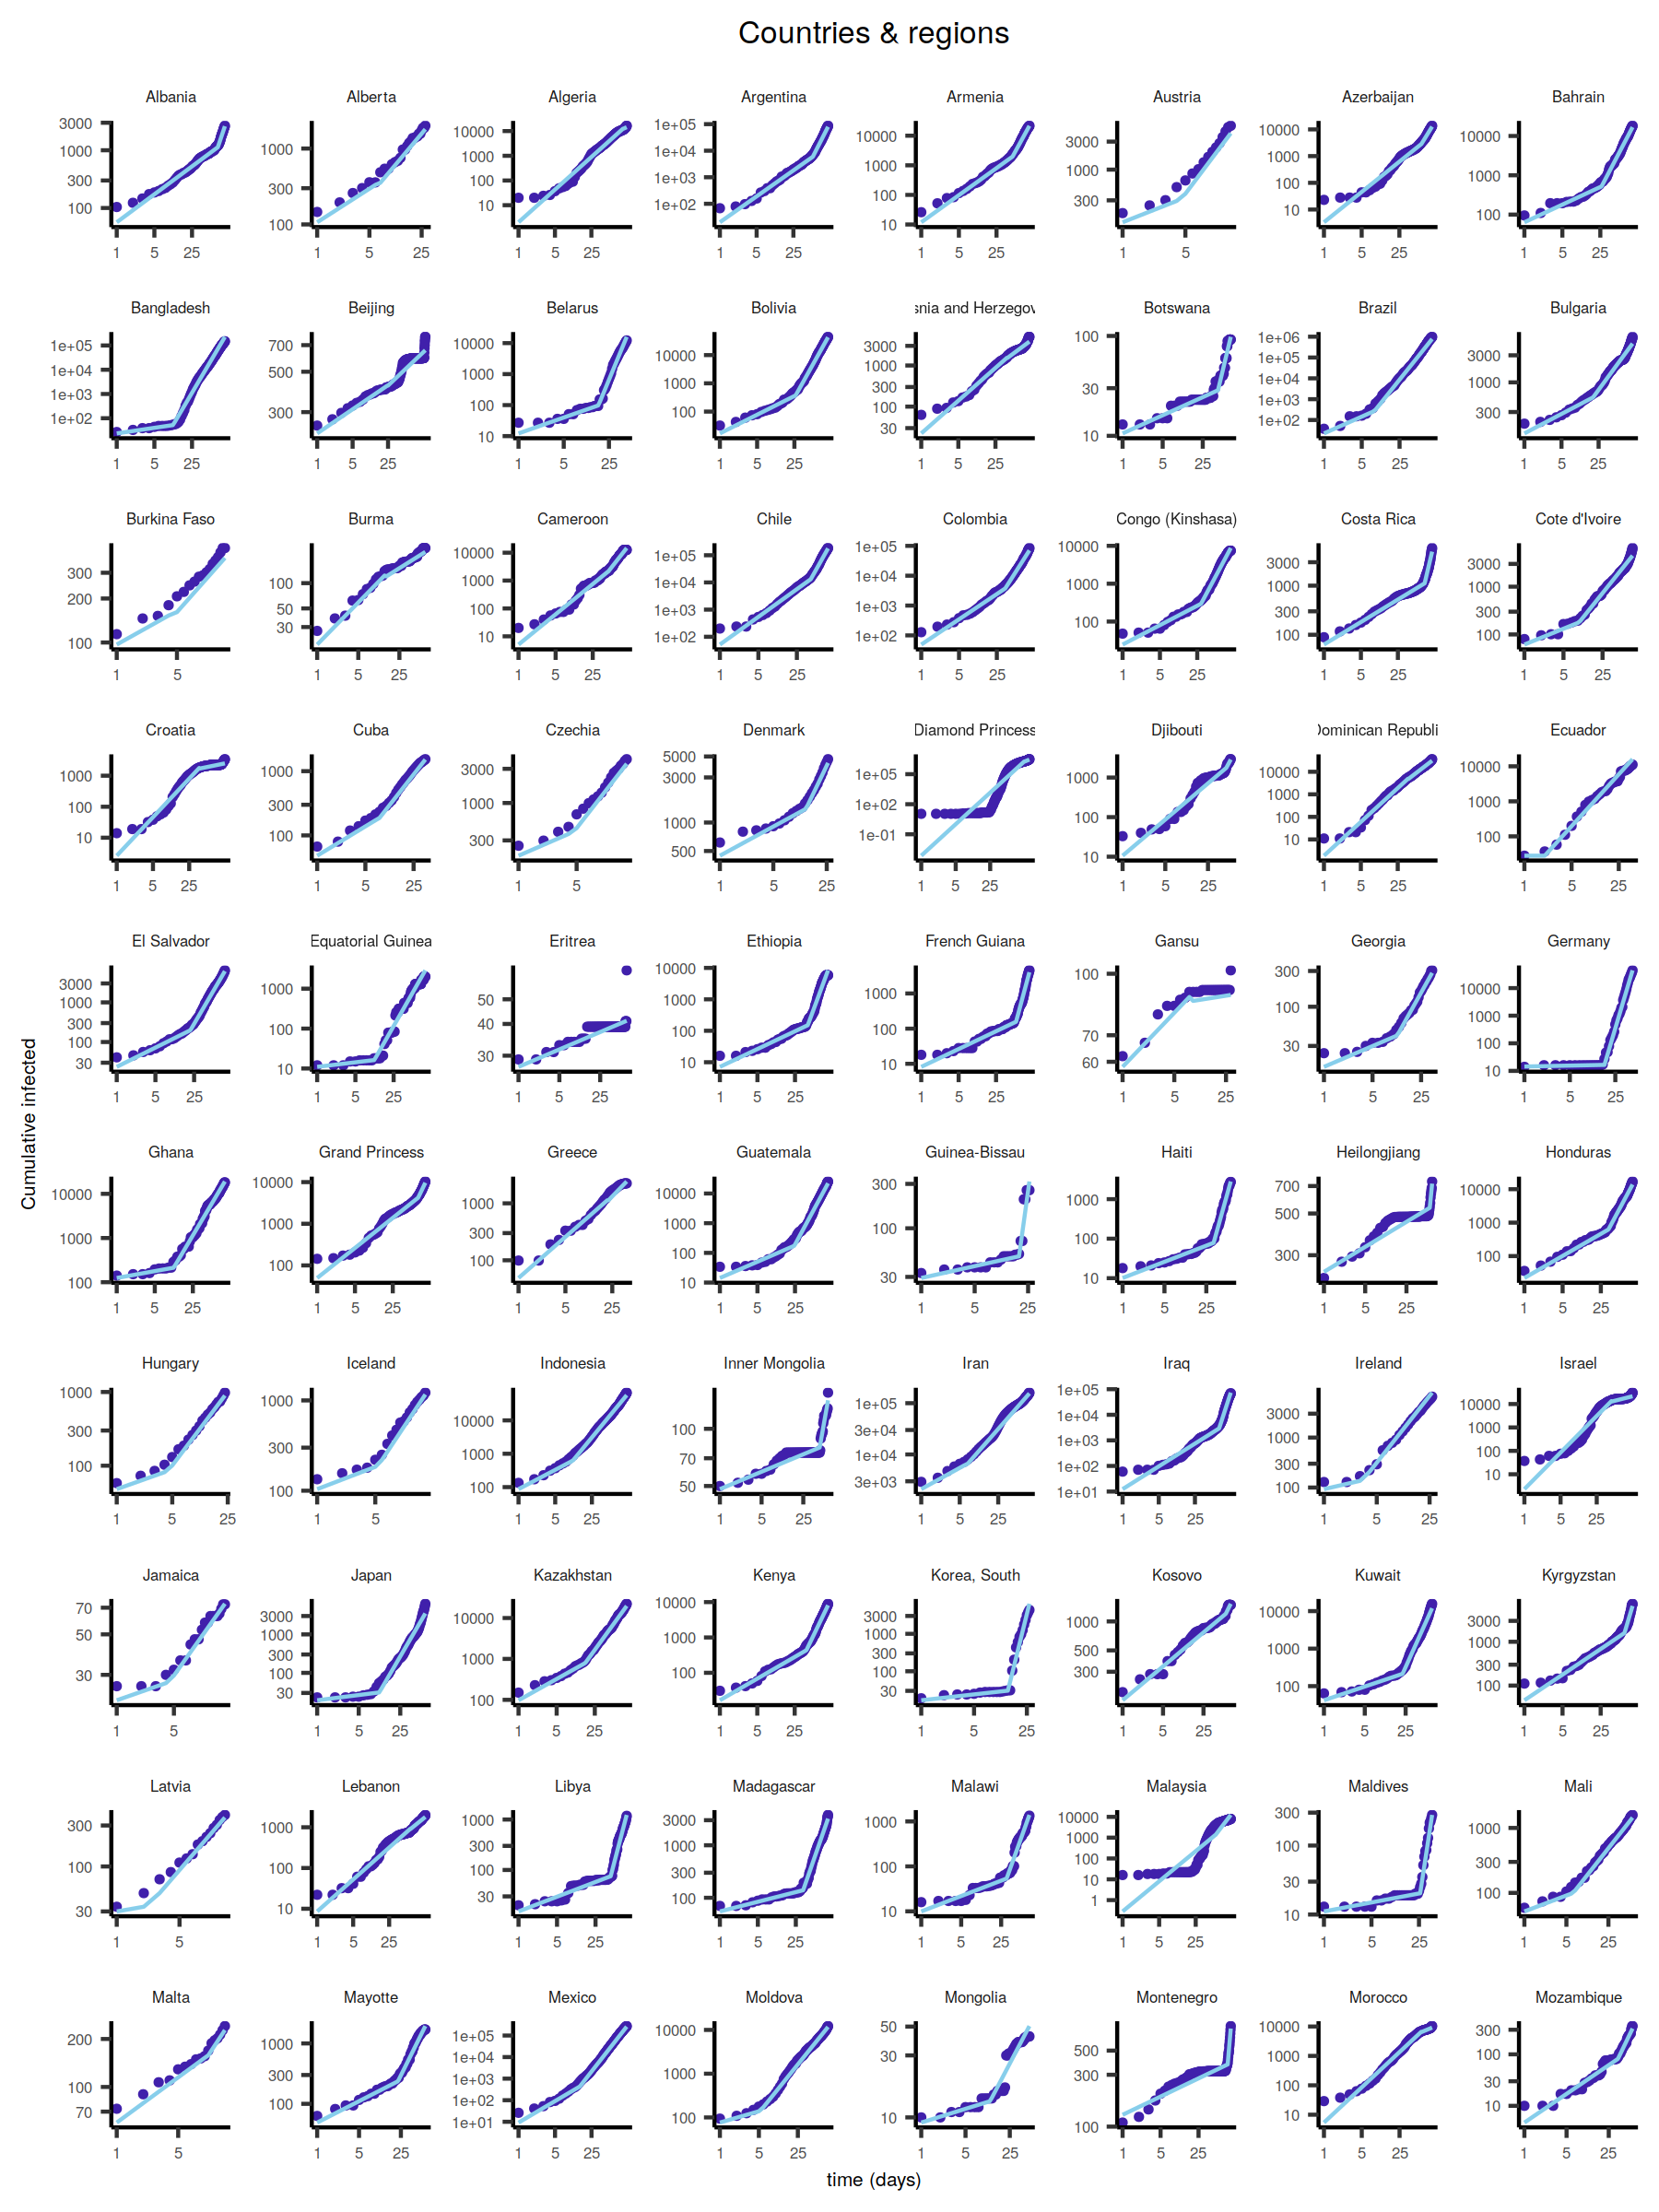 Countries & regions
Albania Alberta Algeria Argentina Armenia Austria Azerbaijan Bahrain
3000 1000 300 100
1000 300 100
10000 1000 100 10
1e+05 1e+04 1e+03 1e+02
10000 1000 100 10
3000 1000 300
10000 1000 100 10
10000 1000 100
1 5 25 1 5 25 1 5 25 1 5 25 1 5 25 1 5 1 5 25 1 5 25
Bangladesh Beijing Belarus Bolivia snia and Herzegov Botswana Brazil Bulgaria
1e+05 1e+04 1e+03 1e+02
700 500 300
10000 1000 100 10
10000 1000 100
3000 1000 300 100 30
100 30 10
1e+06 1e+05 1e+04 1e+03 1e+02
3000 1000 300
1 5 25 1 5 25 1 5 25 1 5 25 1 5 25 1 5 25 1 5 25 1 5 25
Burkina Faso Burma Cameroon Chile Colombia Congo (Kinshasa) Costa Rica Cote d'Ivoire
300 200 100
100 50 30
10000 1000 100 10
1e+05 1e+04 1e+03 1e+02
1e+05 1e+04 1e+03 1e+02
10000 1000 100
3000 1000 300 100
3000 1000 300 100
1 5 1 5 25 1 5 25 1 5 25 1 5 25 1 5 25 1 5 25 1 5 25
Croatia Cuba Czechia Denmark Diamond Princess Djibouti ominican Republi Ecuador
1000 100 10
1000 300 100
3000 1000 300
5000 3000 1000 500
1e+05 1e+02 1e-01
1000 100 10
10000 1000 100 10
10000 1000 100
1 5 25 1 5 25 1 5 1 5 25 1 5 25 1 5 25 1 5 25 1 5 25
El Salvador Equatorial Guinea Eritrea Ethiopia French Guiana Gansu Georgia Germany
3000 1000 300 100 30
1000 100 10
50 40 30
10000 1000 100 10
1000 100 10
100 70 60
300 100 30
10000 1000 100 10
1 5 25 1 5 25 1 5 25 1 5 25 1 5 25 1 5 25 1 5 25 1 5 25
Cumulative infected
Ghana Grand Princess Greece Guatemala Guinea-Bissau Haiti Heilongjiang Honduras
10000 1000 100
10000 1000 100
1000 300 100
10000 1000 100 10
300 100 30
1000 100 10
700 500 300
10000 1000 100
1 5 25 1 5 25 1 5 25 1 5 25 1 5 25 1 5 25 1 5 25 1 5 25
Hungary Iceland Indonesia Inner Mongolia Iran Iraq Ireland Israel
1000 300 100
1000 300 100
10000 1000 100
100 70 50
1e+05 3e+04 1e+04 3e+03
1e+05 1e+04 1e+03 1e+02 1e+01
3000 1000 300 100
10000 1000 100 10
1 5 25 1 5 1 5 25 1 5 25 1 5 25 1 5 25 1 5 25 1 5 25
Jamaica Japan Kazakhstan Kenya Korea, South Kosovo Kuwait Kyrgyzstan
70 50 30
3000 1000 300 100 30
10000 1000 100
10000 1000 100
3000 1000 300 100 30
1000 500 300
10000 1000 100
3000 1000 300 100
1 5 1 5 25 1 5 25 1 5 25 1 5 25 1 5 25 1 5 25 1 5 25
Latvia Lebanon Libya Madagascar Malawi Malaysia Maldives Mali
300 100 30
1000 100 10
1000 300 100 30
3000 1000 300 100
1000 100 10
10000 1000 100 10 1
300 100 30 10
1000 300 100
1 5 1 5 25 1 5 25 1 5 25 1 5 25 1 5 25 1 5 25 1 5 25
Malta Mayotte Mexico Moldova Mongolia Montenegro Morocco Mozambique
200 100 70
1000 300 100
1e+05 1e+04 1e+03 1e+02 1e+01
10000 1000 100
50 30 10
500 300 100
10000 1000 100 10
300 100 30 10
1 5 1 5 25 1 5 25 1 5 25 1 5 25 1 5 25 1 5 25 1 5 25
time (days)